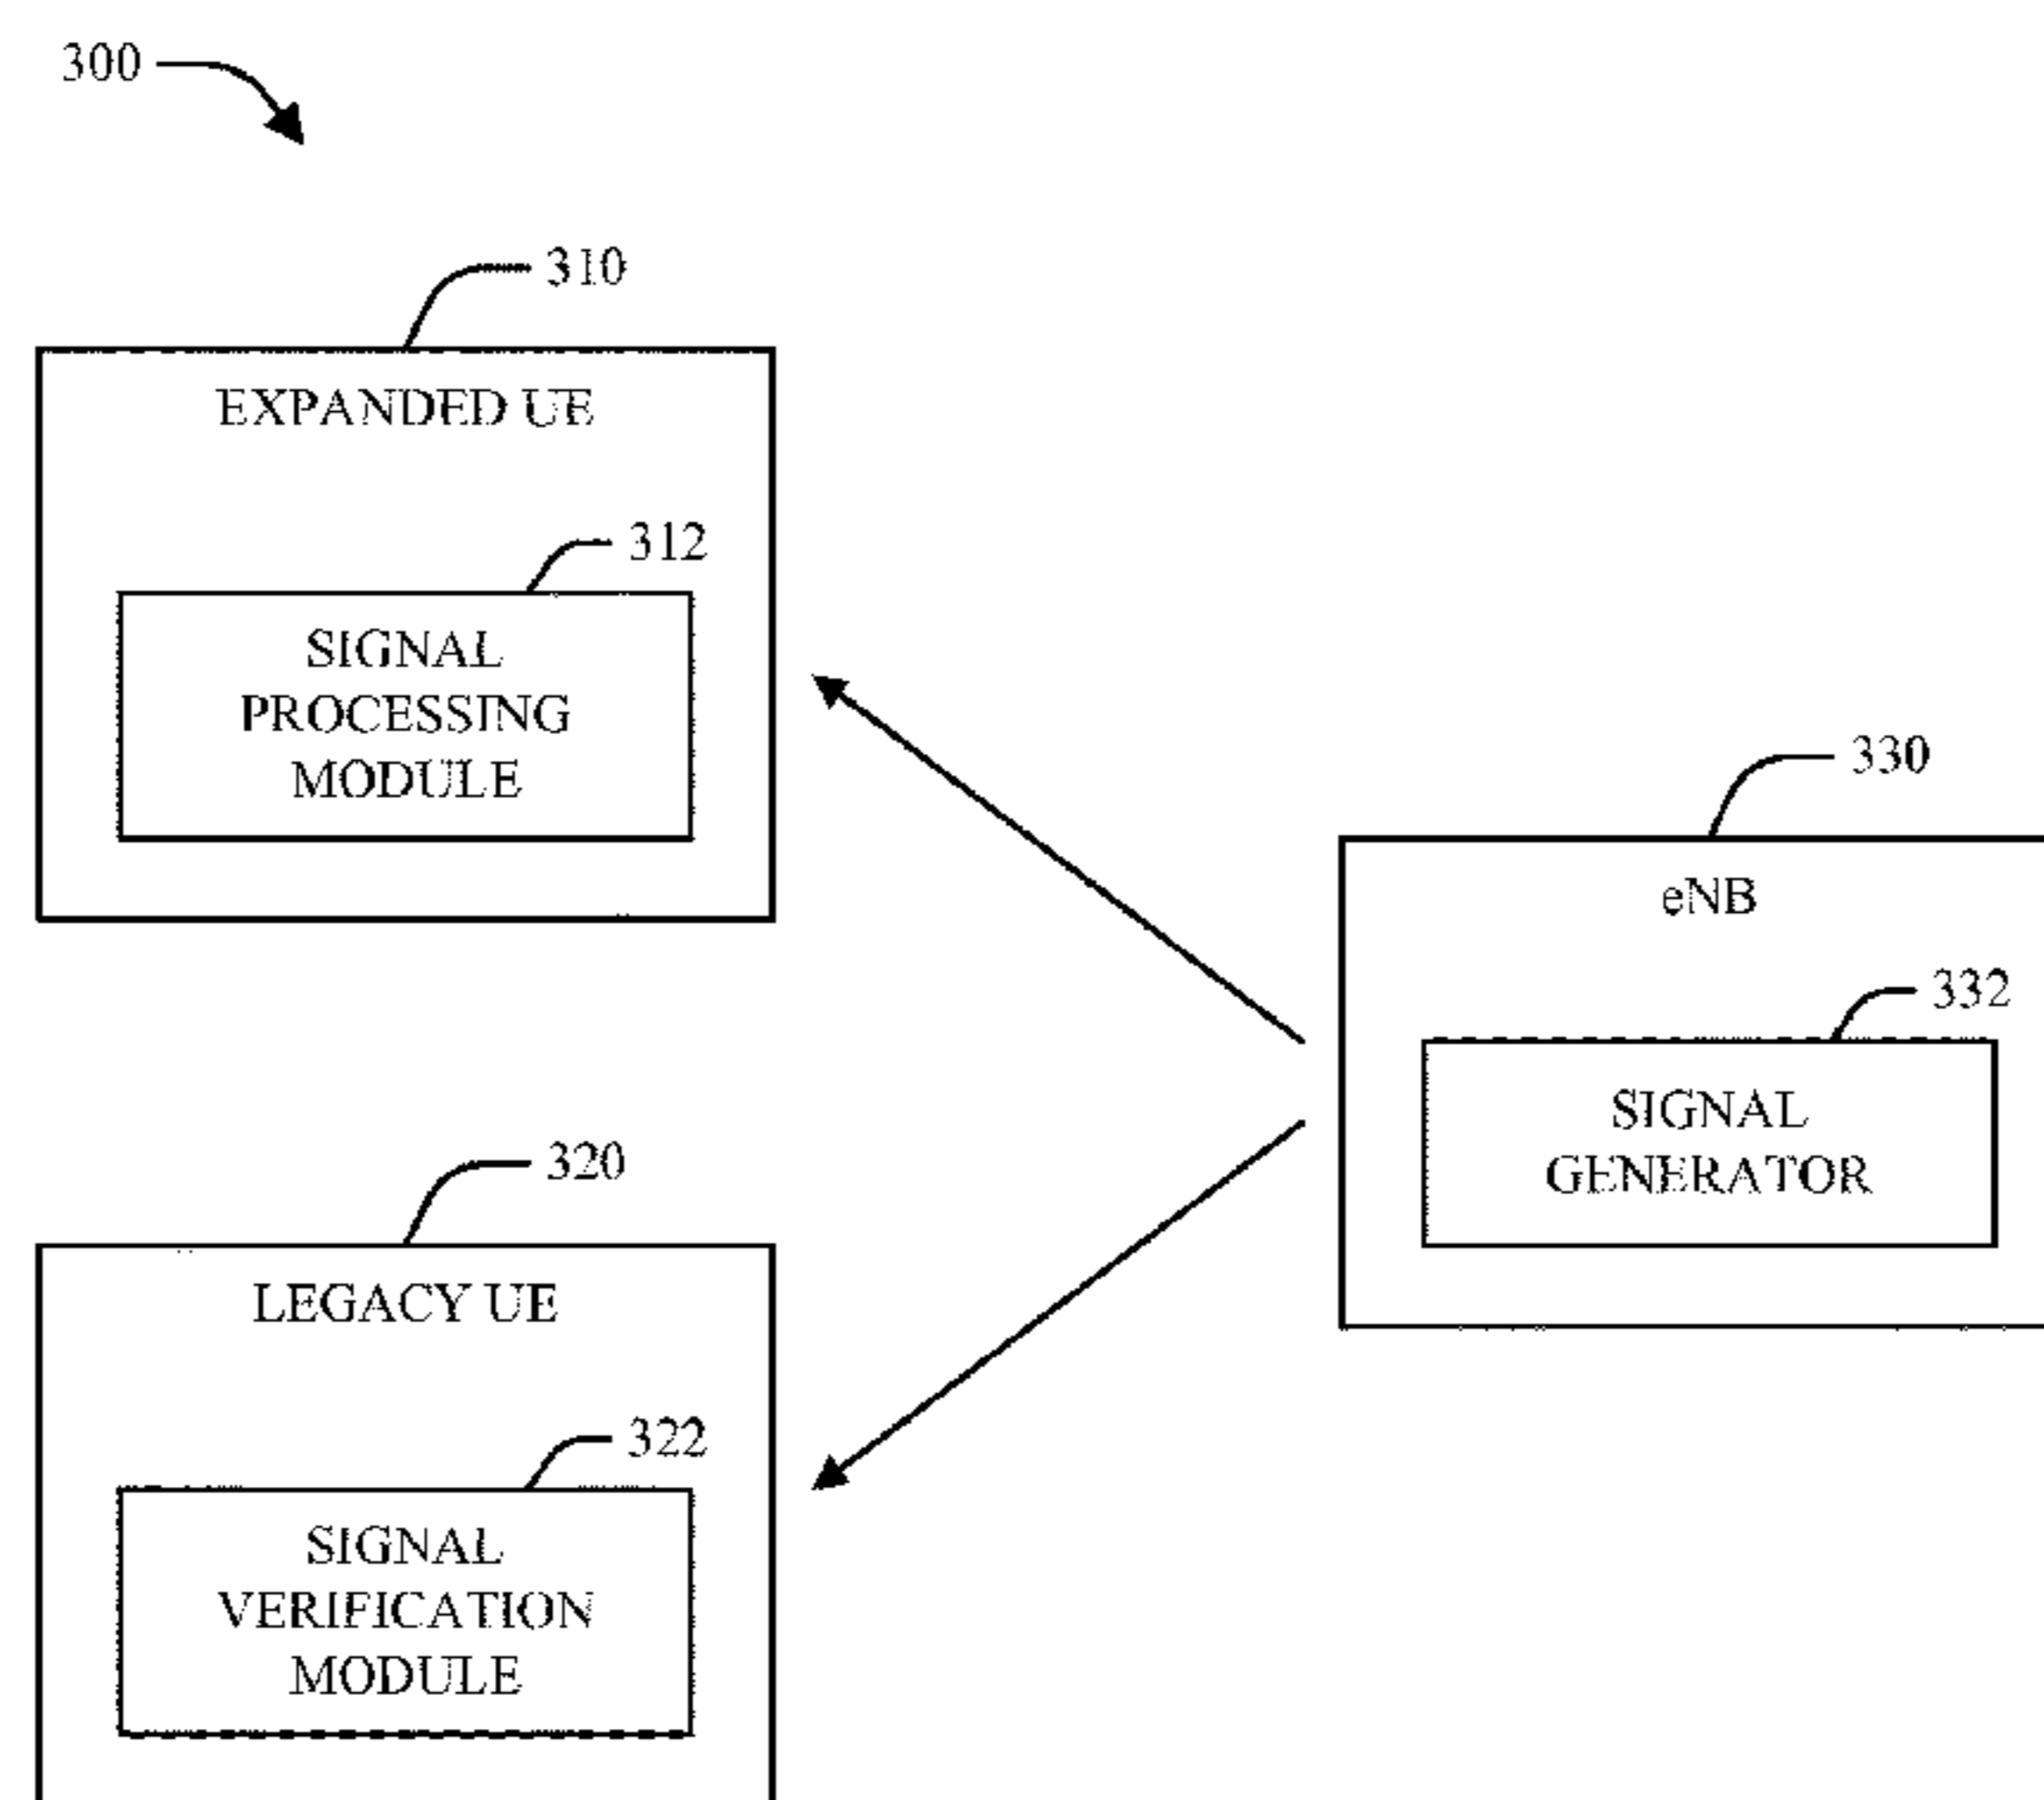 300
310
EXPANDED UE
312
SIGNAL
PROCESSING
MODULE
330
eNB
332
SIGNAL
GENERATOR
320
LEGACY UE
322
SIGNAL
VERIFICATION
MODULE